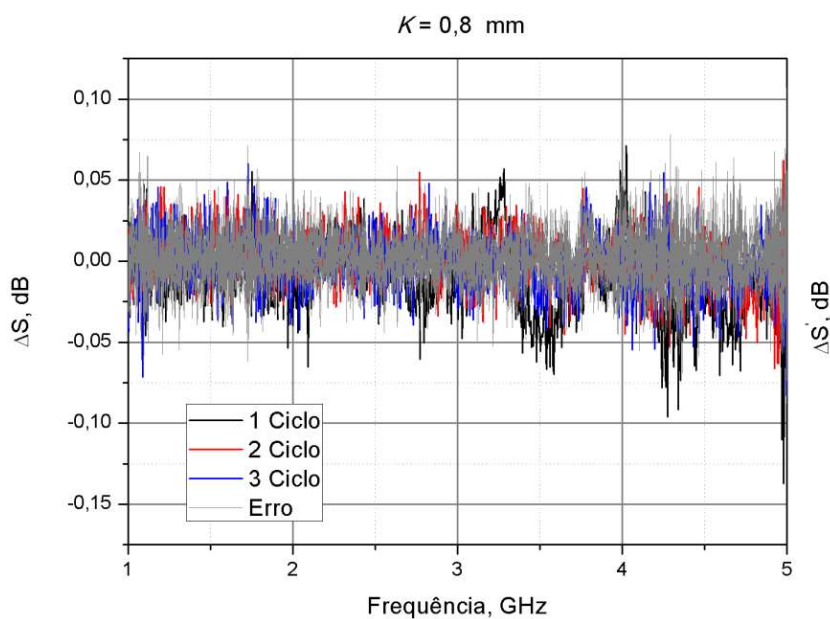 K = 0,8 mm
0,10
0,05
0,00
-0,05
-0,10
-0,15
ΔS, dB
ΔS', dB
1 Ciclo
2 Ciclo
3 Ciclo
Erro
1 2 3 4 5
Frequência, GHz